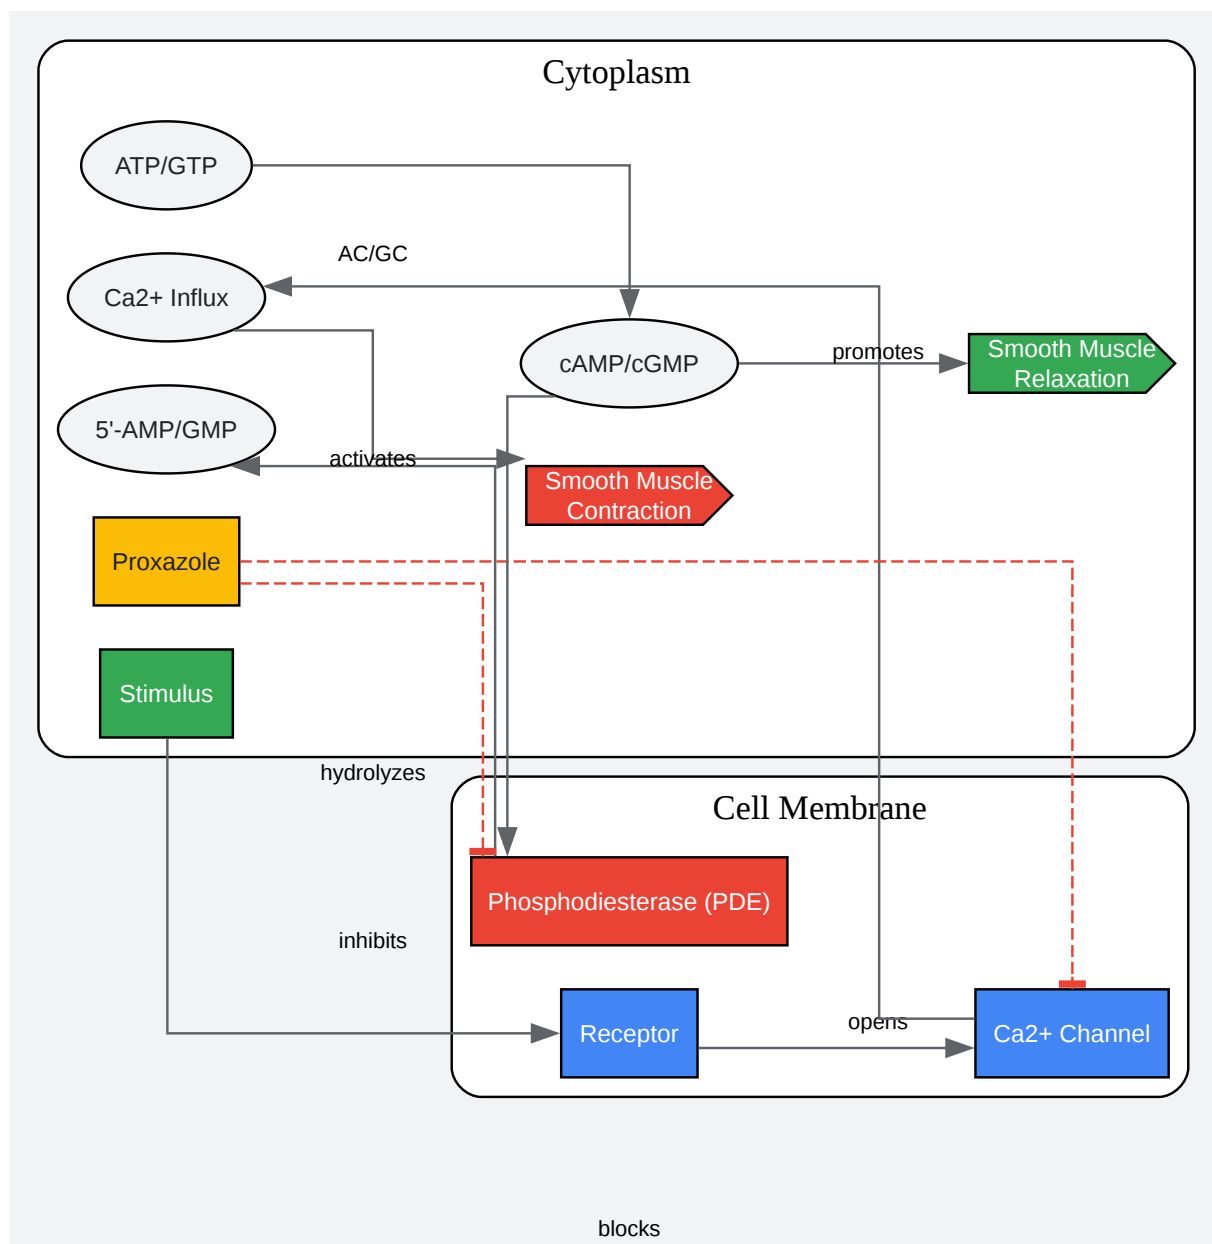 Cytoplasm
ATP/GTP
AC/GC
Ca2+ Influx
cAMP/cGMP
promotes
Smooth Muscle
Relaxation
5'-AMP/GMP
activates
Smooth Muscle
Contraction
Proxazole
Stimulus
hydrolyzes
Cell Membrane
Phosphodiesterase (PDE)
inhibits
Receptor
opens
Ca2+ Channel
blocks